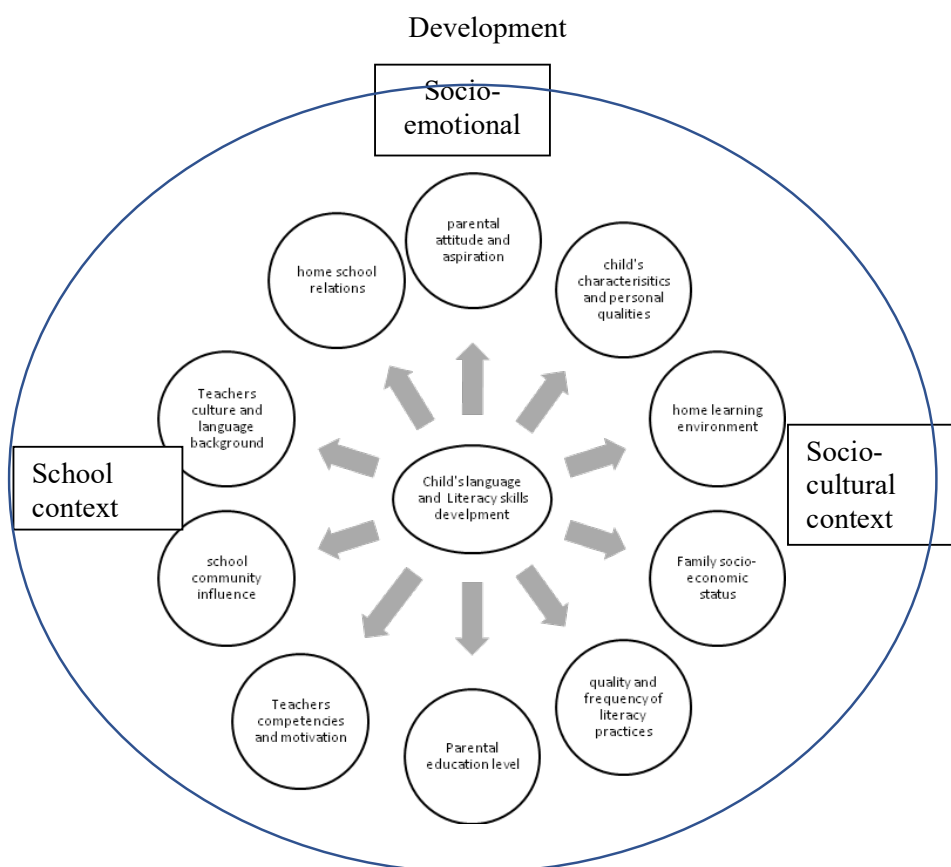 Development
Socio-
emotional
parental
attitude and
aspiration
home school
relations
child's
characterisitics
and personal
qualities
Teachers
culture and
language
background
home learning
environment
School
context
Child's language
and Literacy skills
develpment
Socio-
cultural
context
school
community
influence
Family socio-
economic
status
Teachers
competencies
and motivation
quality and
frequency of
literacy
practices
Parental
education level